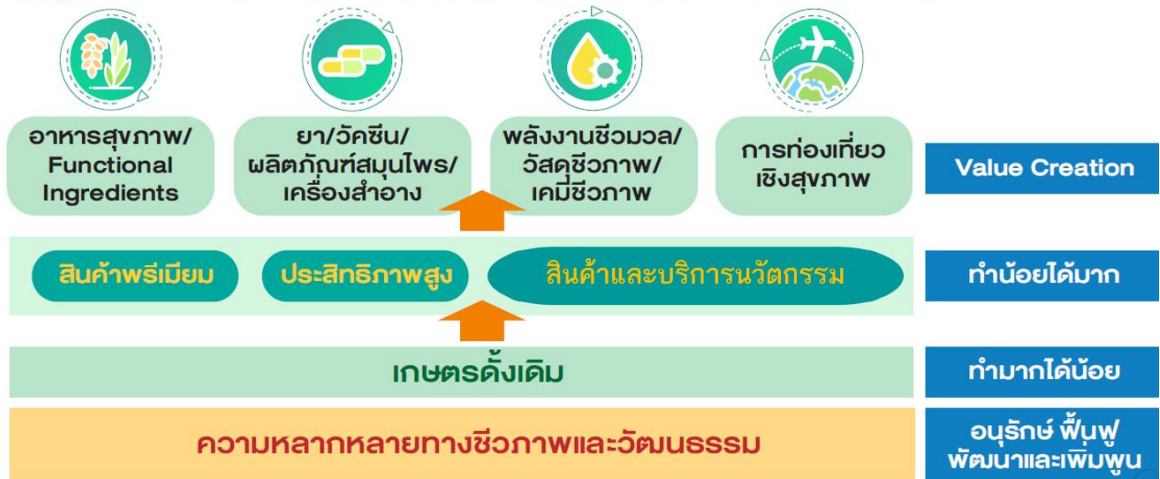 อาหารสุขภาพ/
Functional
Ingredients
ยา/วัคซีน/
ผลิตภัณฑ์สมุนไพร/
เครื่องสำอาง
พลังงานชีวมวล/
วัสดุชีวภาพ/
เคมีชีวภาพ
การท่องเที่ยว
เชิงสุขภาพ
Value Creation
สินค้าพรีเมียม
ประสิทธิภาพสูง
สินค้าและบริการนวัตกรรม
ทำน้อยได้มาก
เกษตรดั้งเดิม
ทำมากได้น้อย
ความหลากหลายทางชีวภาพและวัฒนธรรม
อนุรักษ์ ฟื้นฟู
พัฒนาและเพิ่มพูน